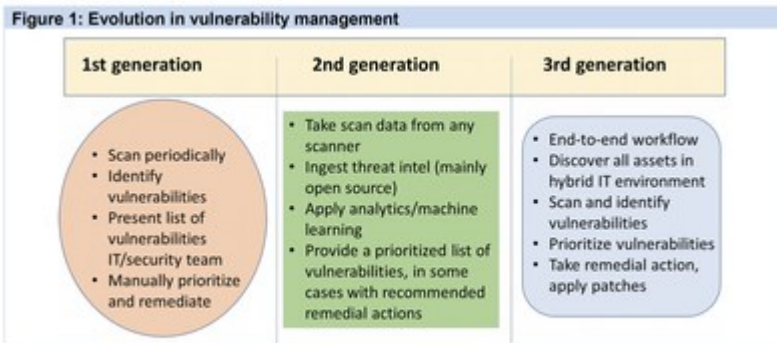 Figure 1: Evolution in vulnerability management
1st generation
2nd generation
3rd generation
• Scan periodically
• Identify
vulnerabilities
• Present list of
vulnerabilities
IT/security team
• Manually prioritize
and remediate
• Take scan data from any
scanner
• Ingest threat intel (mainly
open source)
• Apply analytics/machine
learning
• Provide a prioritized list of
vulnerabilities, in some
cases with recommended
remedial actions
• End-to-end workflow
• Discover all assets in
hybrid IT environment
• Scan and identify
vulnerabilities
• Prioritize vulnerabilities
• Take remedial action,
apply patches